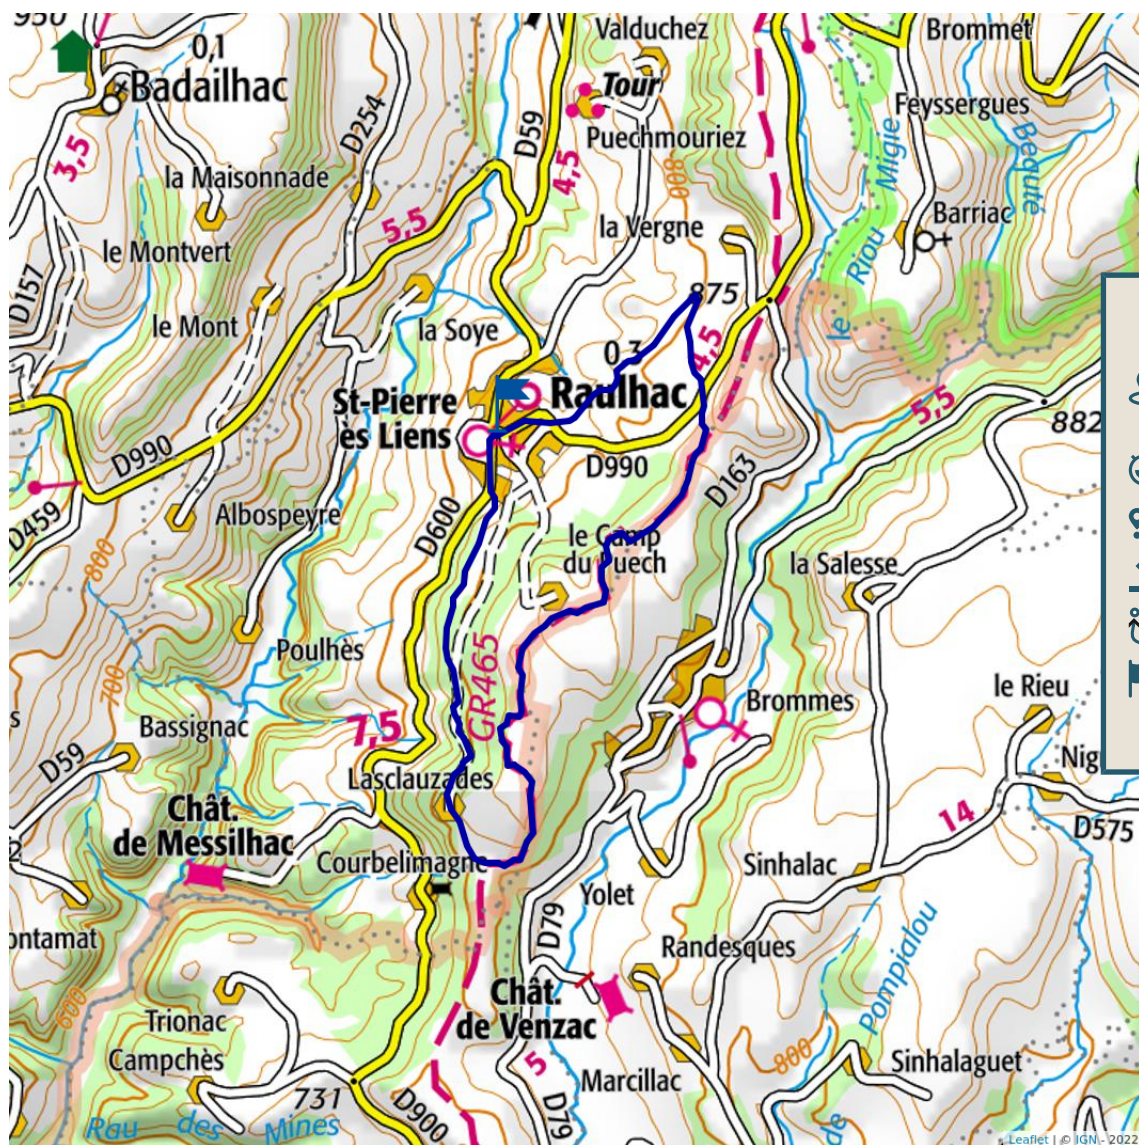 950
Valduchez
Brommet
0,1
Badailhac
Tour
D59
Feyssergues
D254
Puechmouriez
3,5
4,5
800
le Riou Migie
Bequité
la Maisonnade
Barriac
5,5
la Vergne
le Montvert
D157
875
le Mont
la Soye
4,5
0,3
Raulhac
5,5
St-Pierre
ès Liens
882
D990
D990
D163
D459
Albospeyre
D600
le Camp
du Puech
800
la Salesse
Poulhès
GR465
700
le Rieu
Brommes
Bassignac
7,5
D59
Lasclauzades
Chât.
de Messilhac
14
D575
Courbelimagne
Sinhalac
Yolet
D79
Pompialou
ontamat
Randesques
Chât.
de Venzac
600
Trionac
Campchès
5
800
Sinhalaguet
Marcillac
731
D900
D79
Rau des Mines
de
Leaflet | © IGN - 2022